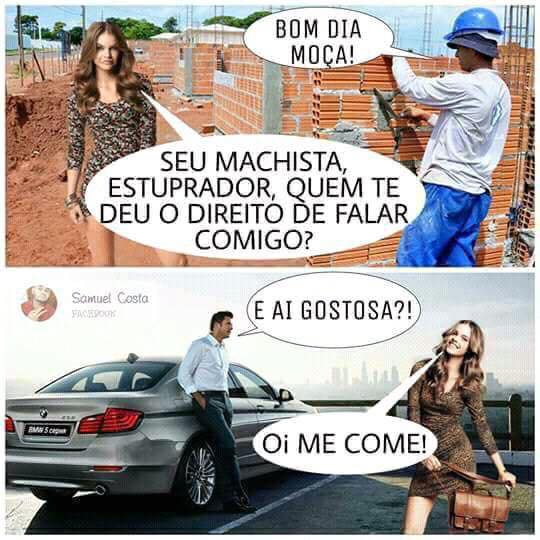 BOM DIA
MOÇA!
SEU MACHISTA,
ESTUPRADOR, QUEM TE
DEU O DIREITO DE FALAR
COMIGO?
Samuel Costa
FACEBOOK
E AI GOSTOSA?!
BMW 5 серия
Oi ME COME!